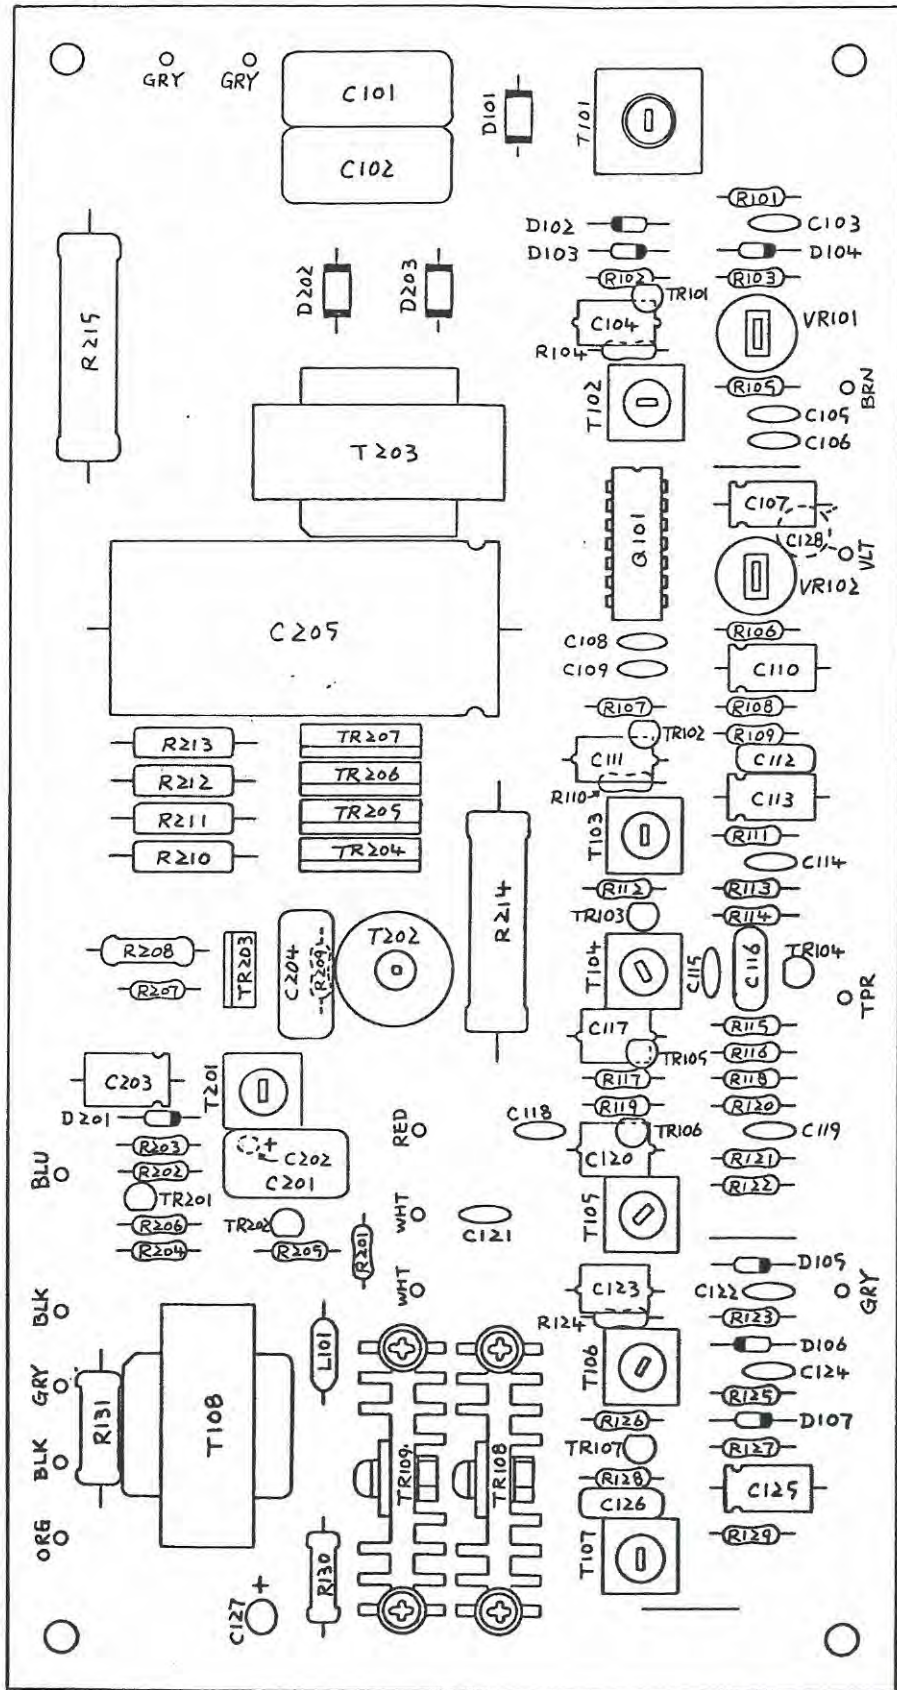 GRY
GRY
C101
C102
D101
T101
R101
D102
C103
D103
D104
R102
R103
TR101
D202
D203
C104
VR101
R104
R215
R105
BRN
T102
C105
C106
T203
C107
C128
VLT
Q101
VR102
C205
R106
C108
C109
C110
R107
R108
R213
TR207
TR102
R109
C111
C112
R212
TR206
R110
C113
R211
TR205
T103
R111
R210
TR204
C114
R214
R112
R113
TR103
R114
R208
TR203
C204
R209
T202
T104
C115
C116
TR104
R207
TPR
C117
R115
TR105
R116
C203
T201
R117
R118
D201
R119
R120
RED
C118
TR106
C119
R203
+
C202
C120
R121
BLU
R202
C201
R122
TR201
T105
R206
TR202
WHT
C121
R204
R205
R201
D105
WHT
C123
C122
GRY
BLK
R124
R123
L101
T106
D106
C124
GRY
R131
T108
R125
R126
D107
TR107
R127
BLK
TR109
TR108
R128
C125
C126
ORG
R129
R130
T107
+
C127